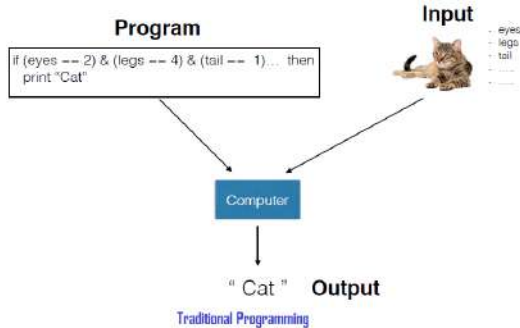 Program
if (eyes -- 2) & (legs -- 4) & (tail -- 1)... then
print "Cat"
Input
- eyes
- legs
- tail
- .....
- .....
Computer
" Cat " Output
Traditional Programming